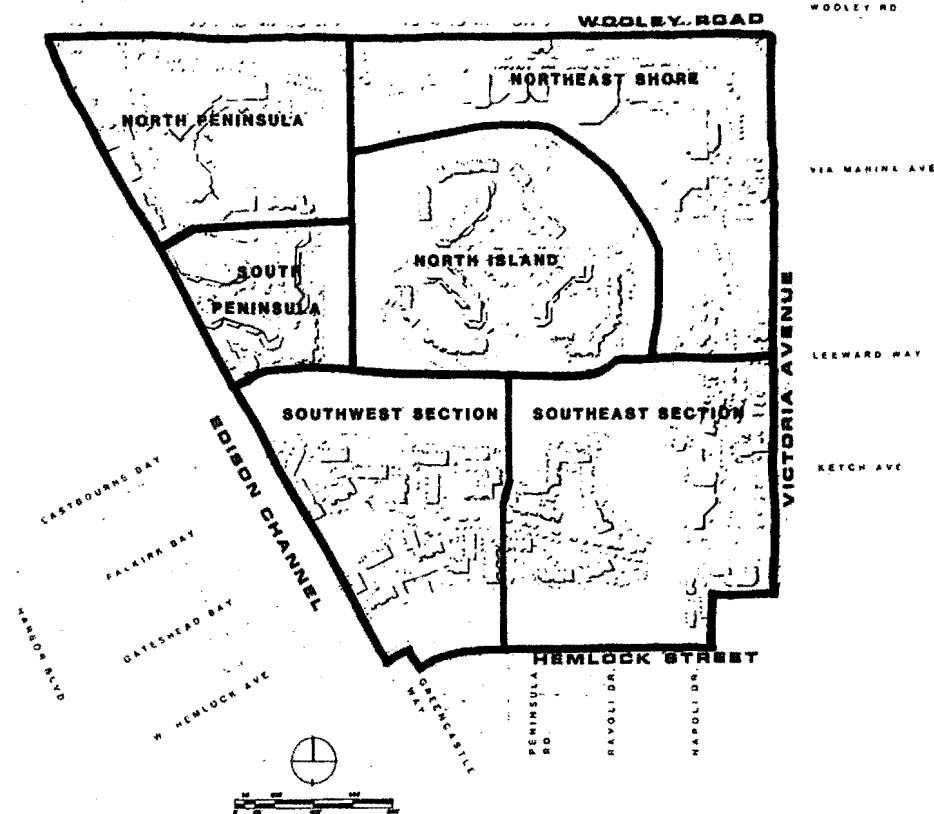 WOOLEY RD.
WOOLEY ROAD
NORTHEAST SHORE
NORTH PENINSULA
VIA MARINA AVE
NORTH ISLAND
SOUTH
PENINSULA
VICTORIA AVENUE
LEEWARD WAY
SOUTHWEST SECTION
SOUTHEAST SECTION
KETCH AVE
EDISON CHANNEL
EASTBOURNE BAY
FALKIRK BAY
GATESHEAD BAY
HARBOR BLVD
W HEMLOCK AVE
HEMLOCK STREET
GREENCASTLE
WAY
PENINSULA
RD.
RAVOLI DR.
NAPOLI DR.